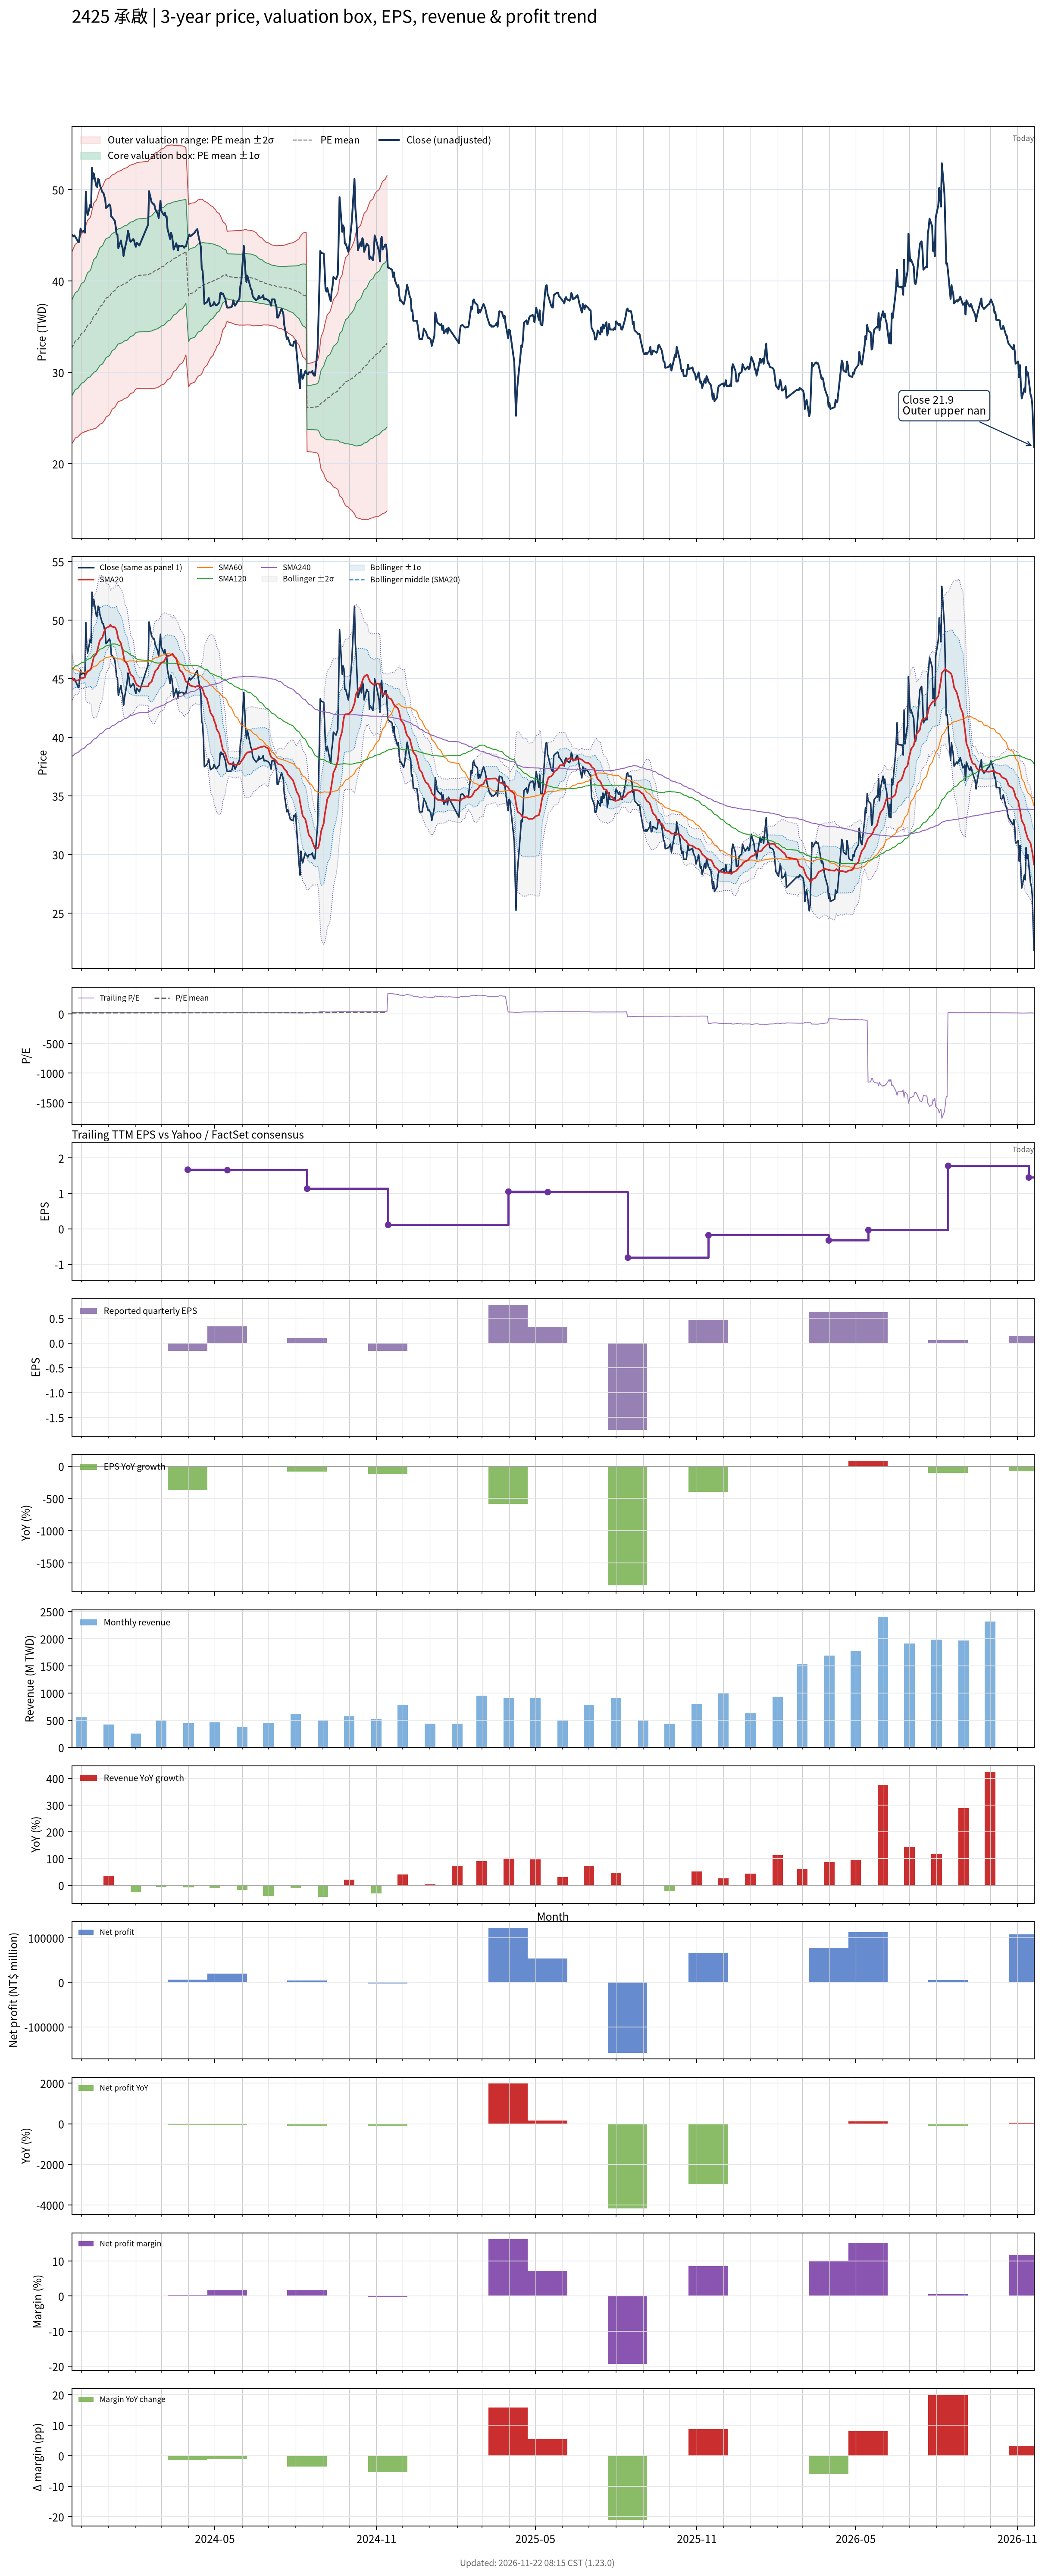 2425 承啟 | 3-year price, valuation box, EPS, revenue & profit trend
Outer valuation range: PE mean ±2σ
PE mean
Close (unadjusted)
Core valuation box: PE mean ±1σ
Today
Price (TWD)
50
40
30
20
Close 21.9
Outer upper nan
Close (same as panel 1)
SMA20
SMA60
SMA120
SMA240
Bollinger ±2σ
Bollinger ±1σ
Bollinger middle (SMA20)
Price
55
50
45
40
35
30
25
Trailing P/E
P/E mean
P/E
0
-500
-1000
-1500
Trailing TTM EPS vs Yahoo / FactSet consensus
Today
EPS
2
1
0
-1
Reported quarterly EPS
EPS
0.5
0.0
-0.5
-1.0
-1.5
EPS YoY growth
YoY (%)
0
-500
-1000
-1500
Monthly revenue
Revenue (M TWD)
2500
2000
1500
1000
500
0
Revenue YoY growth
YoY (%)
400
300
200
100
0
Month
Net profit
Net profit (NT$ million)
100000
0
-100000
Net profit YoY
YoY (%)
2000
0
-2000
-4000
Net profit margin
Margin (%)
10
0
-10
-20
Margin YoY change
Δ margin (pp)
20
10
0
-10
-20
2024-05
2024-11
2025-05
2025-11
2026-05
2026-11
Updated: 2026-11-22 08:15 CST (1.23.0)